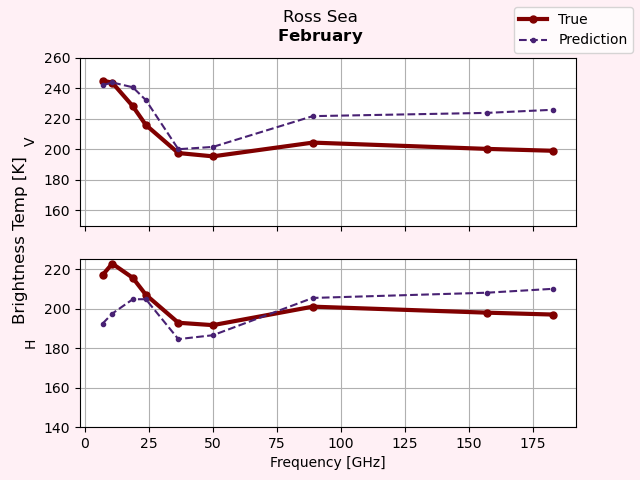 Ross Sea
February
True
Prediction
Brightness Temp [K]
V
260
240
220
200
180
160
H
220
200
180
160
140
0
25
50
75
100
125
150
175
Frequency [GHz]